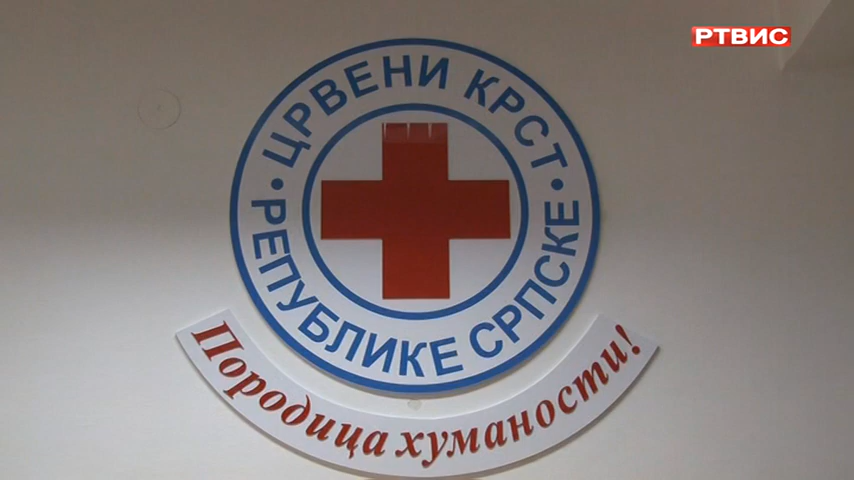 РТВИС
ЦРВЕНИ КРСТ
РЕПУБЛИКЕ СРПСКЕ
Породица хуманости!